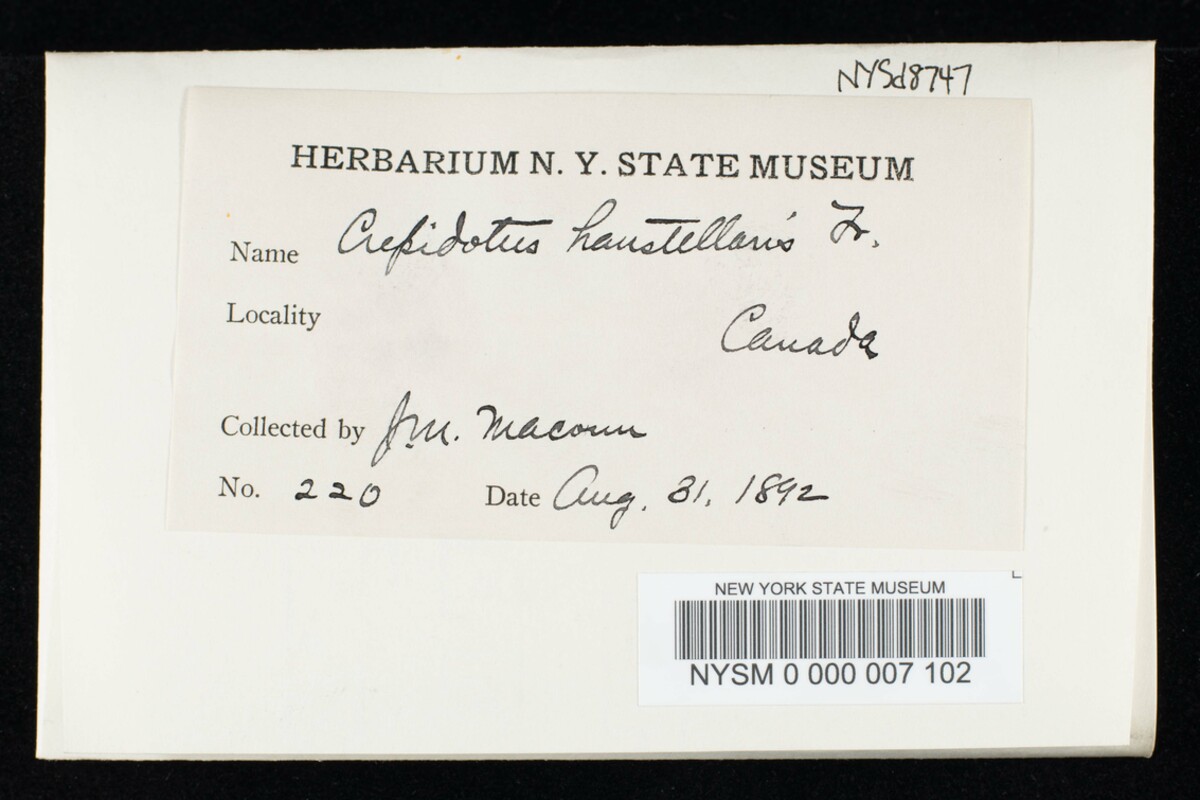 NYSd8747
HERBARIUM N. Y. STATE MUSEUM
Name Crepidotus haustellaris Fr.
Locality
Canada
Collected by J.M. Macoun
No. 220 Date Aug. 31, 1892
NEW YORK STATE MUSEUM
NYSM 0 000 007 102